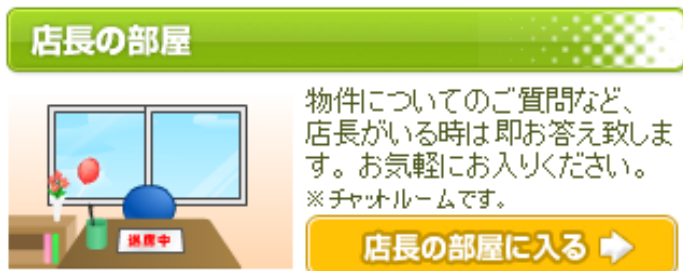 店長の部屋
物件についてのご質問など、
店長がいる時は即お答え致しま
す。お気軽にお入りください。
※チャットルームです。
退席中
店長の部屋に入る